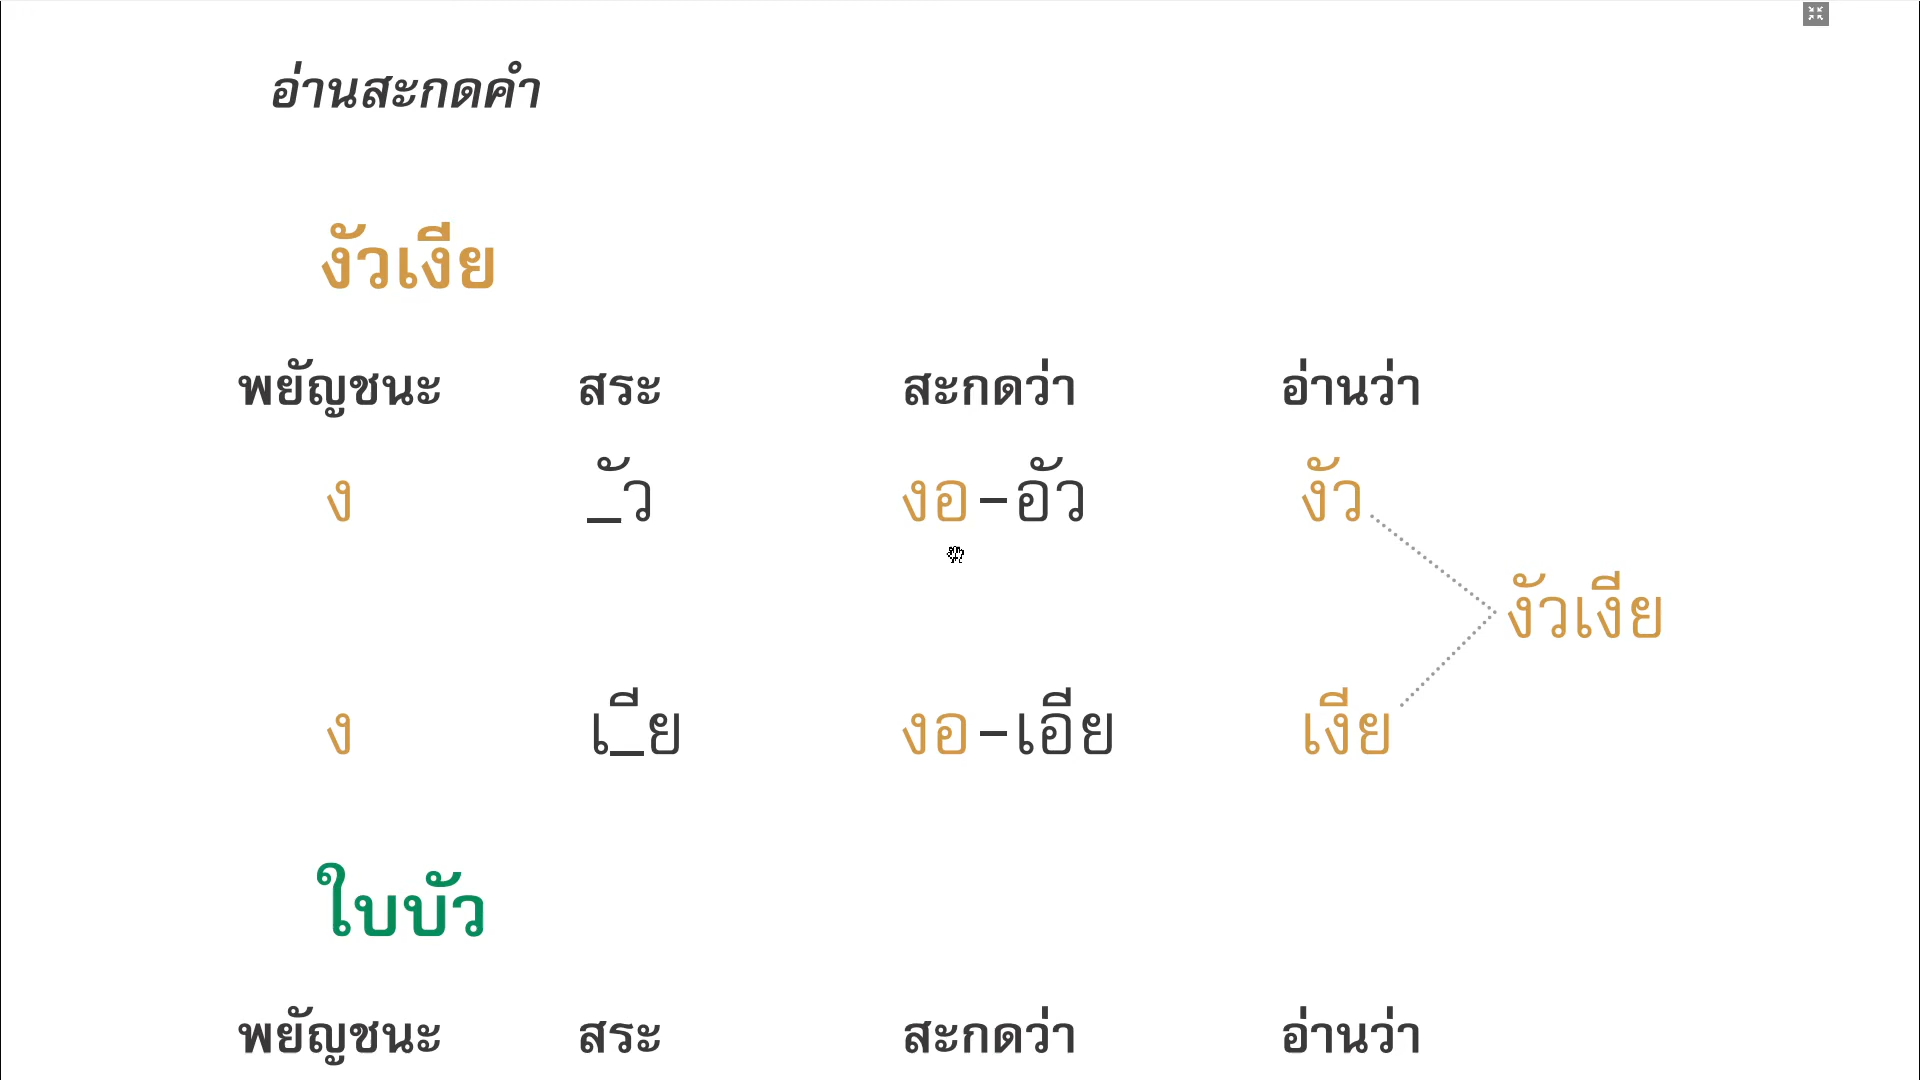 อ่านสะกดคำ
งัวเงีย
พยัญชนะ สระ สะกดว่า อ่านว่า
ง _ัว งอ–อัว งัว
งัวเงีย
ง เ_ีย งอ–เอีย เงีย
ใบบัว
พยัญชนะ สระ สะกดว่า อ่านว่า